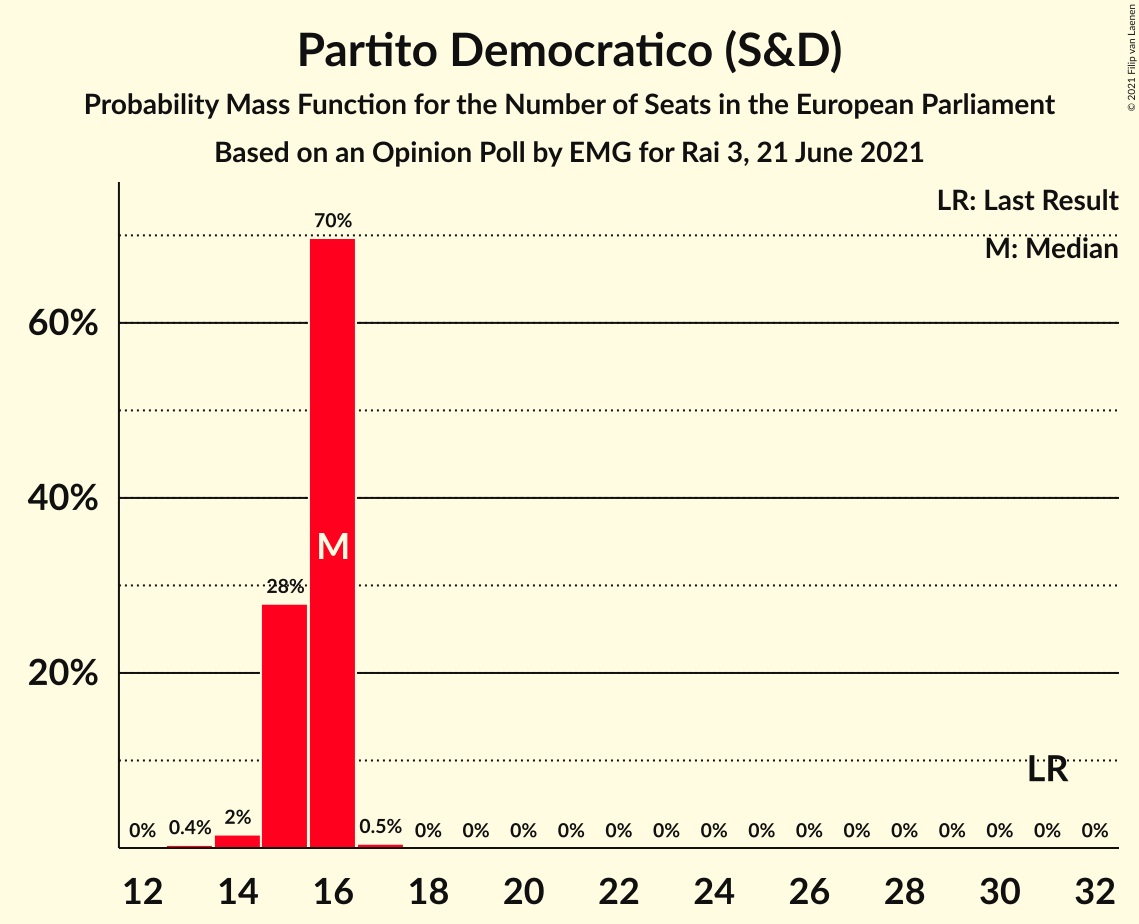 Partito Democratico (S&D)
Probability Mass Function for the Number of Seats in the European Parliament
Based on an Opinion Poll by EMG for Rai 3, 21 June 2021
© 2021 Filip van Laenen
LR: Last Result
M: Median
70%
60%
40%
M
28%
20%
LR
0% 0.4% 2% 0.5% 0% 0% 0% 0% 0% 0% 0% 0% 0% 0% 0% 0% 0% 0% 0%
12 14 16 18 20 22 24 26 28 30 32